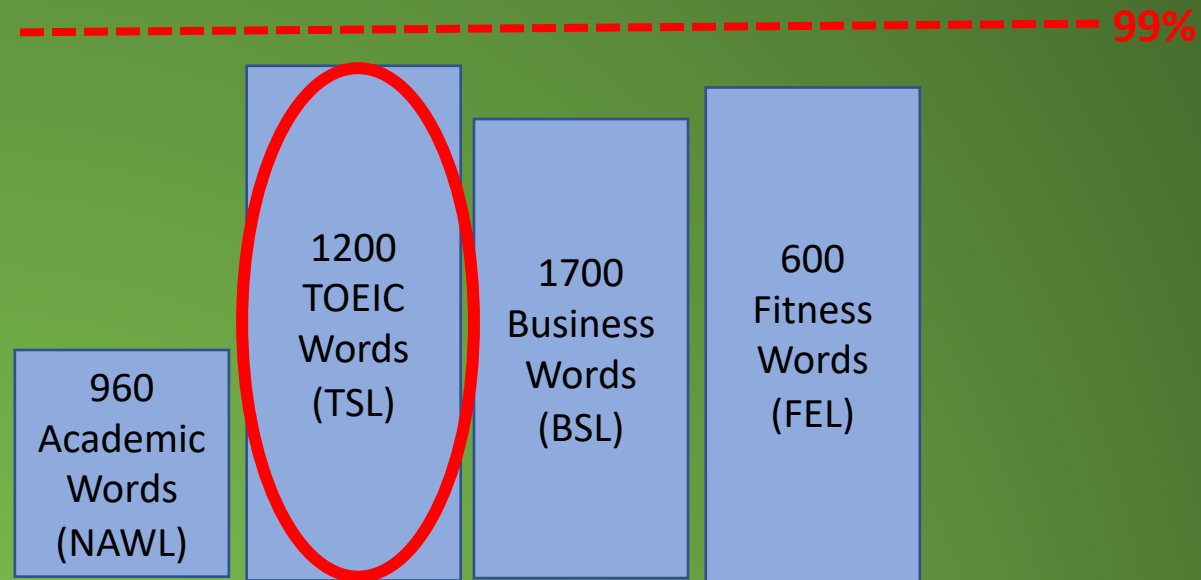 99%
960
Academic
Words
(NAWL)
1200
TOEIC
Words
(TSL)
1700
Business
Words
(BSL)
600
Fitness
Words
(FEL)